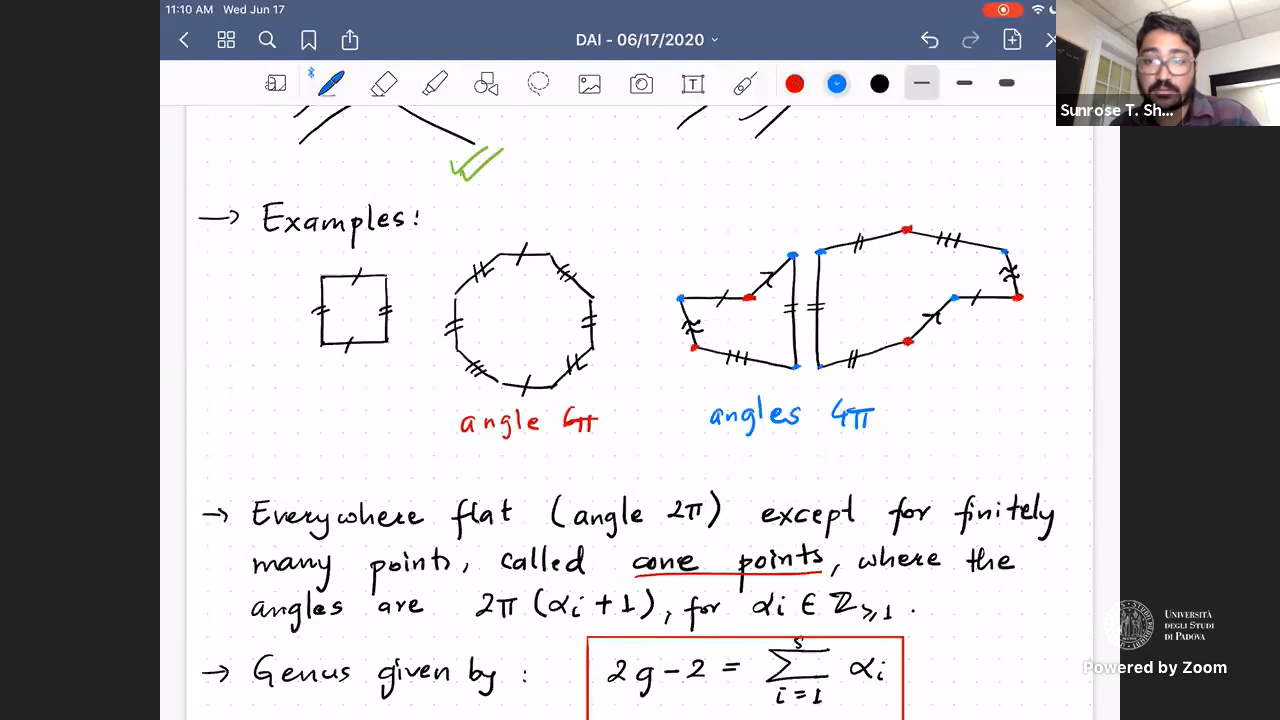 11:10 AM Wed Jun 17
DAI - 06/17/2020
Sunrose T. Sh...
→ Examples:
angle 6π
angles 4π
→ Everywhere flat (angle 2π) except for finitely
many points, called cone points, where the
angles are 2π(αi+1), for αi ∈ ℤ≥1.
→ Genus given by : 2g-2 = Σ_{i=1}^{s} αi
UNIVERSITÀ
DEGLI STUDI
DI PADOVA
Powered by Zoom